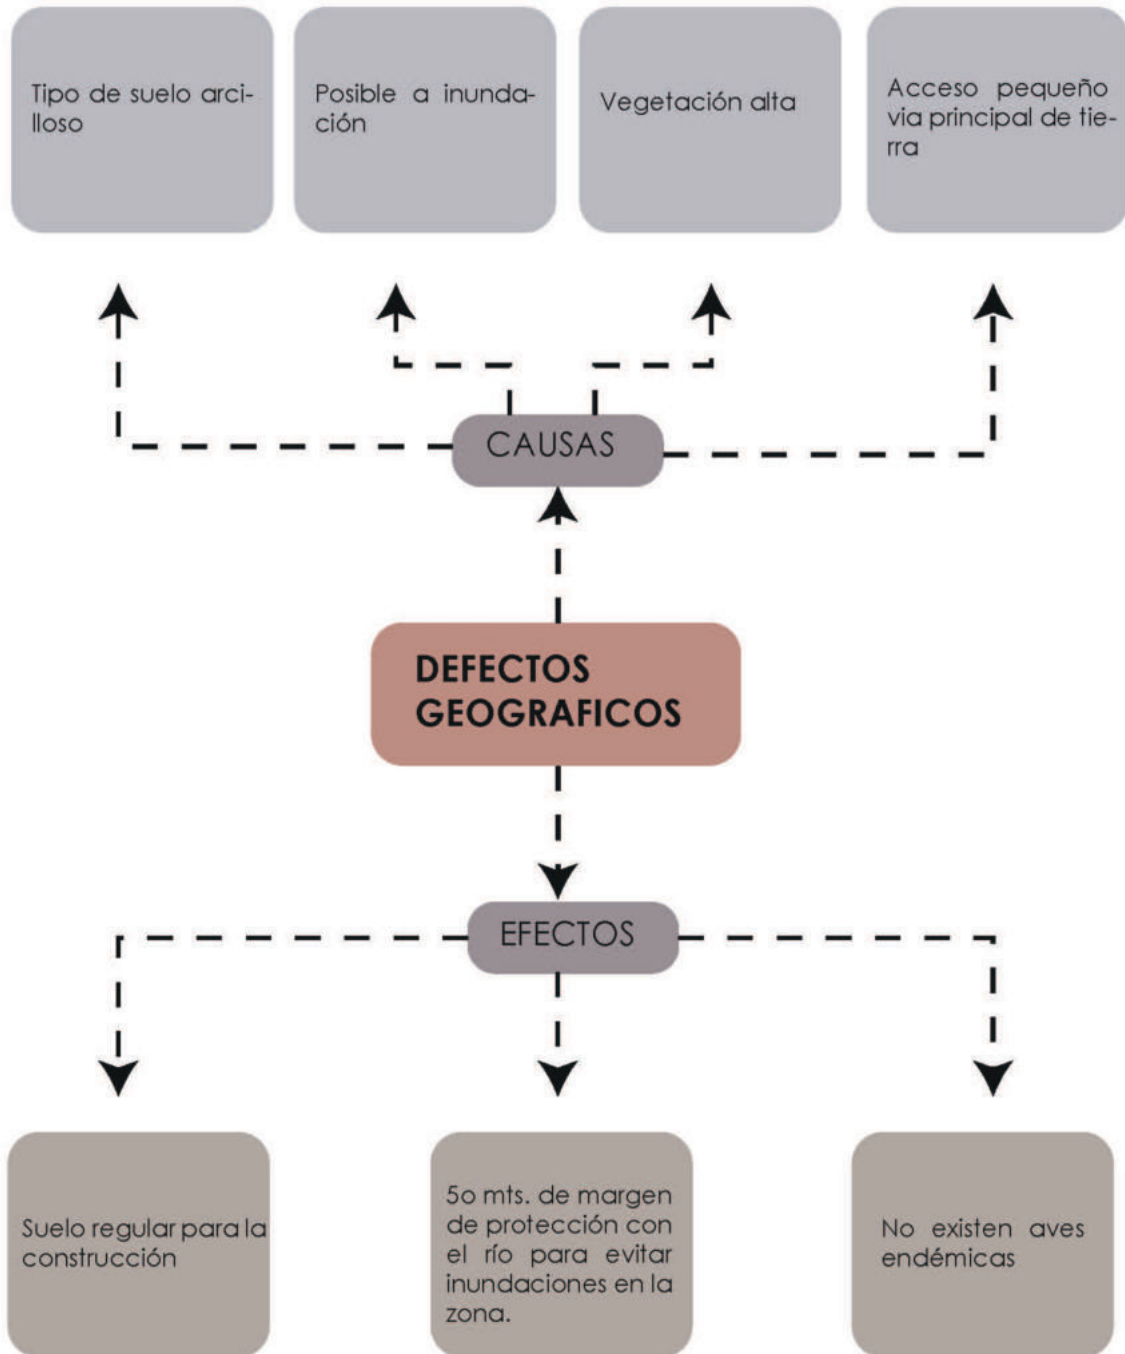 Tipo de suelo arci-
lloso
Posible a inunda-
ción
Vegetación alta
Acceso pequeño
via principal de tie-
rra
CAUSAS
DEFECTOS
GEOGRAFICOS
EFECTOS
Suelo regular para la
construcción
5o mts. de margen
de protección con
el río para evitar
inundaciones en la
zona.
No existen aves
endémicas